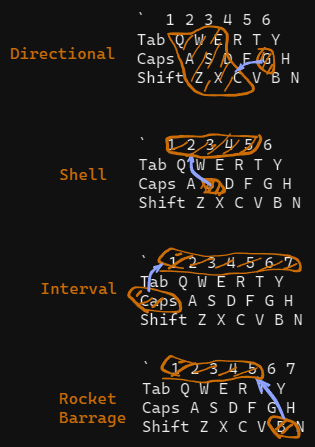 ` 1 2 3 4 5 6
Tab Q W E R T Y
Directional
Caps A S D F G H
Shift Z X C V B N
` 1 2 3 4 5 6
Tab Q W E R T Y
Shell
Caps A S D F G H
Shift Z X C V B N
` 1 2 3 4 5 6 7
Tab Q W E R T Y
Interval
Caps A S D F G H
Shift Z X C V B N
` 1 2 3 4 5 6 7
Tab Q W E R T Y
Rocket
Barrage
Caps A S D F G H
Shift Z X C V B N